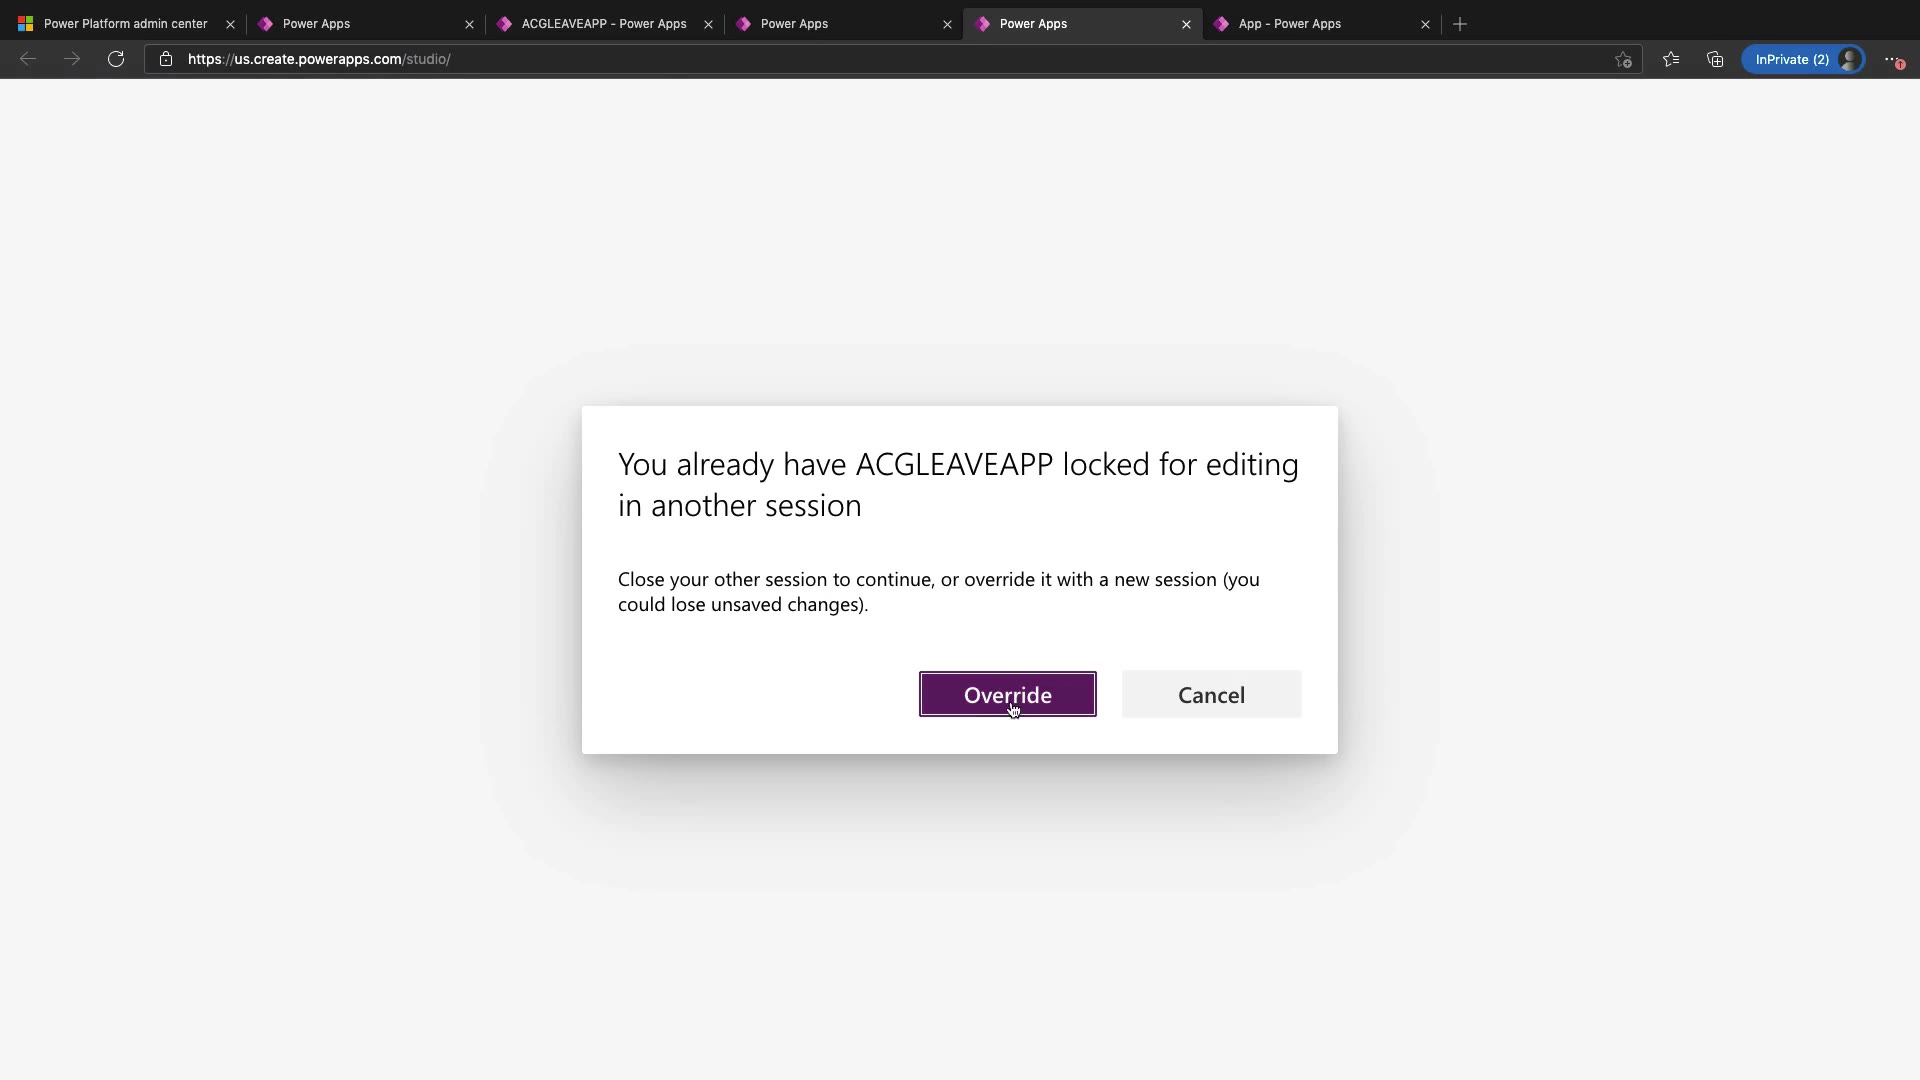 Power Platform admin center
Power Apps
ACGLEAVEAPP - Power Apps
Power Apps
Power Apps
App - Power Apps
https://us.create.powerapps.com/studio/
InPrivate (2)
You already have ACGLEAVEAPP locked for editing
in another session
Close your other session to continue, or override it with a new session (you
could lose unsaved changes).
Override
Cancel